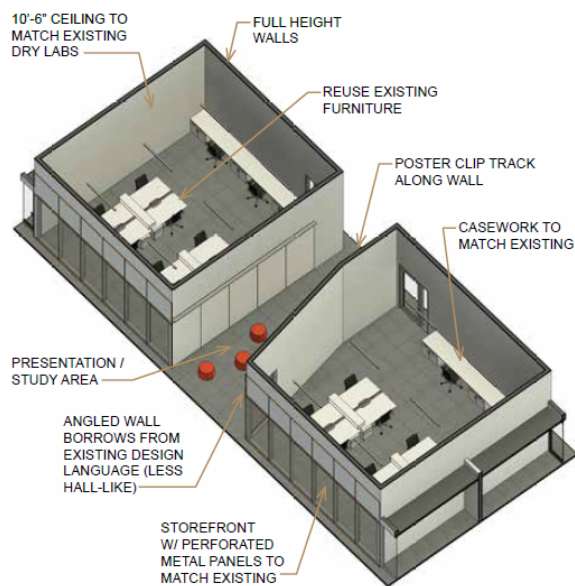 10'-6" CEILING TO
MATCH EXISTING
DRY LABS
FULL HEIGHT
WALLS
REUSE EXISTING
FURNITURE
POSTER CLIP TRACK
ALONG WALL
CASEWORK TO
MATCH EXISTING
PRESENTATION /
STUDY AREA
ANGLED WALL
BORROWS FROM
EXISTING DESIGN
LANGUAGE (LESS
HALL-LIKE)
STOREFRONT
W/ PERFORATED
METAL PANELS TO
MATCH EXISTING